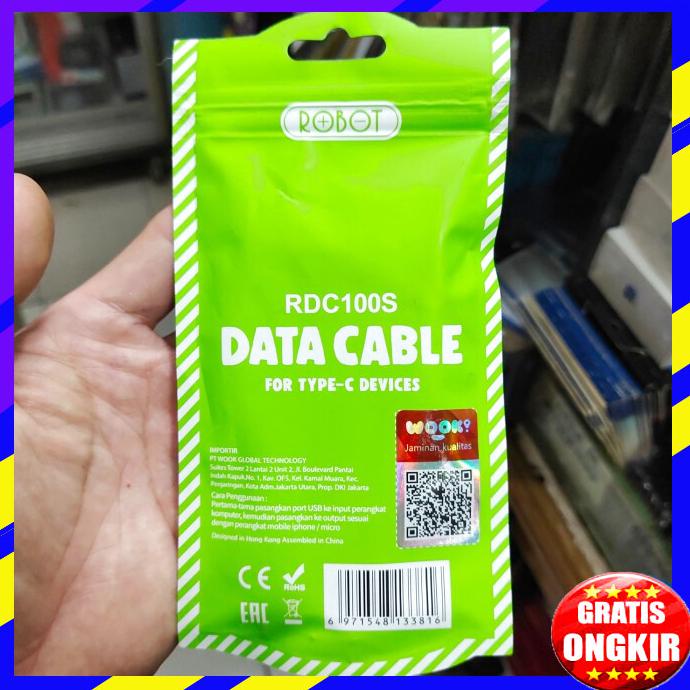 ROBOT
RDC100S
DATA CABLE
FOR TYPE-C DEVICES
WOOK?
Jaminan kualitas
IMPORTIR
PT WOOK GLOBAL TECHNOLOGY
Suites Tower 2 Lantai 2 Unit 2, Jl. Boulevard Pantai
Indah Kapuk.No. 1, Kav. OFS, Kel. Kamal Muara, Kec.
Penjaringan, Kota Adm.Jakarta Utara, Prop. DKI Jakarta
Cara Penggunaan :
Pertama-tama pasangkan port USB ke input perangkat
komputer, kemudian pasangkan ke output sesuai
dengan perangkat mobile iphone / micro
Designed in Hong Kang Assembled in China
CE
RoHS
EAC
6 971548 133816
GRATIS
ONGKIR